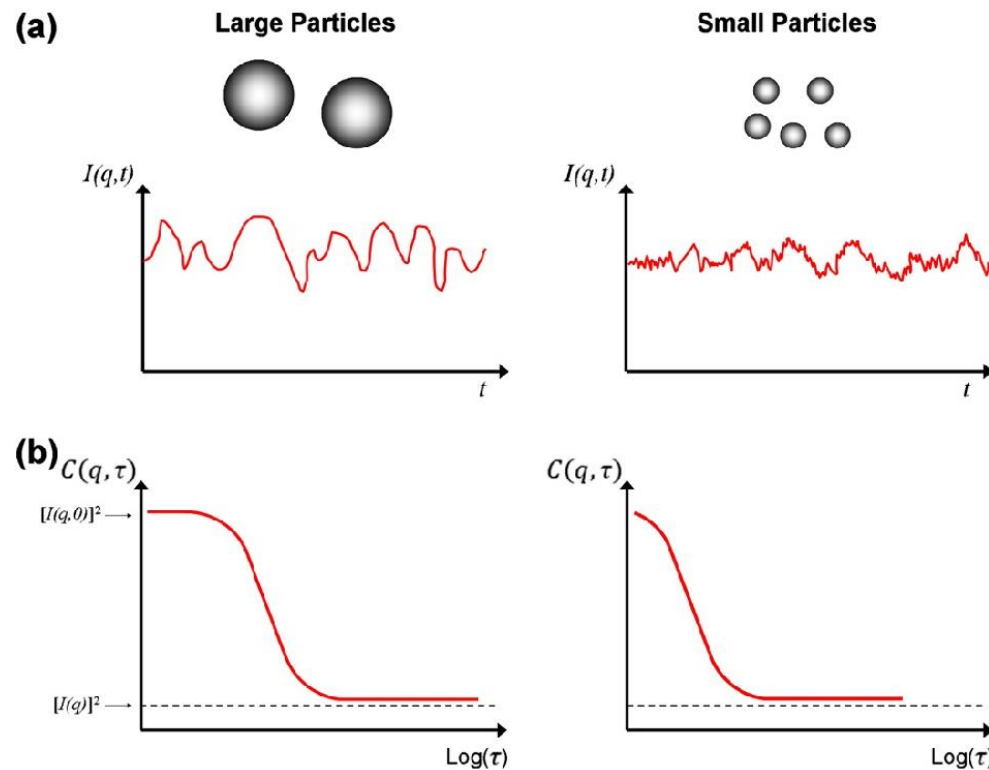 (a)
Large Particles
Small Particles
I(q,t)
I(q,t)
t
t
(b)
C(q, τ)
C(q, τ)
[I(q,0)]²
[I(q)]²
Log(τ)
Log(τ)